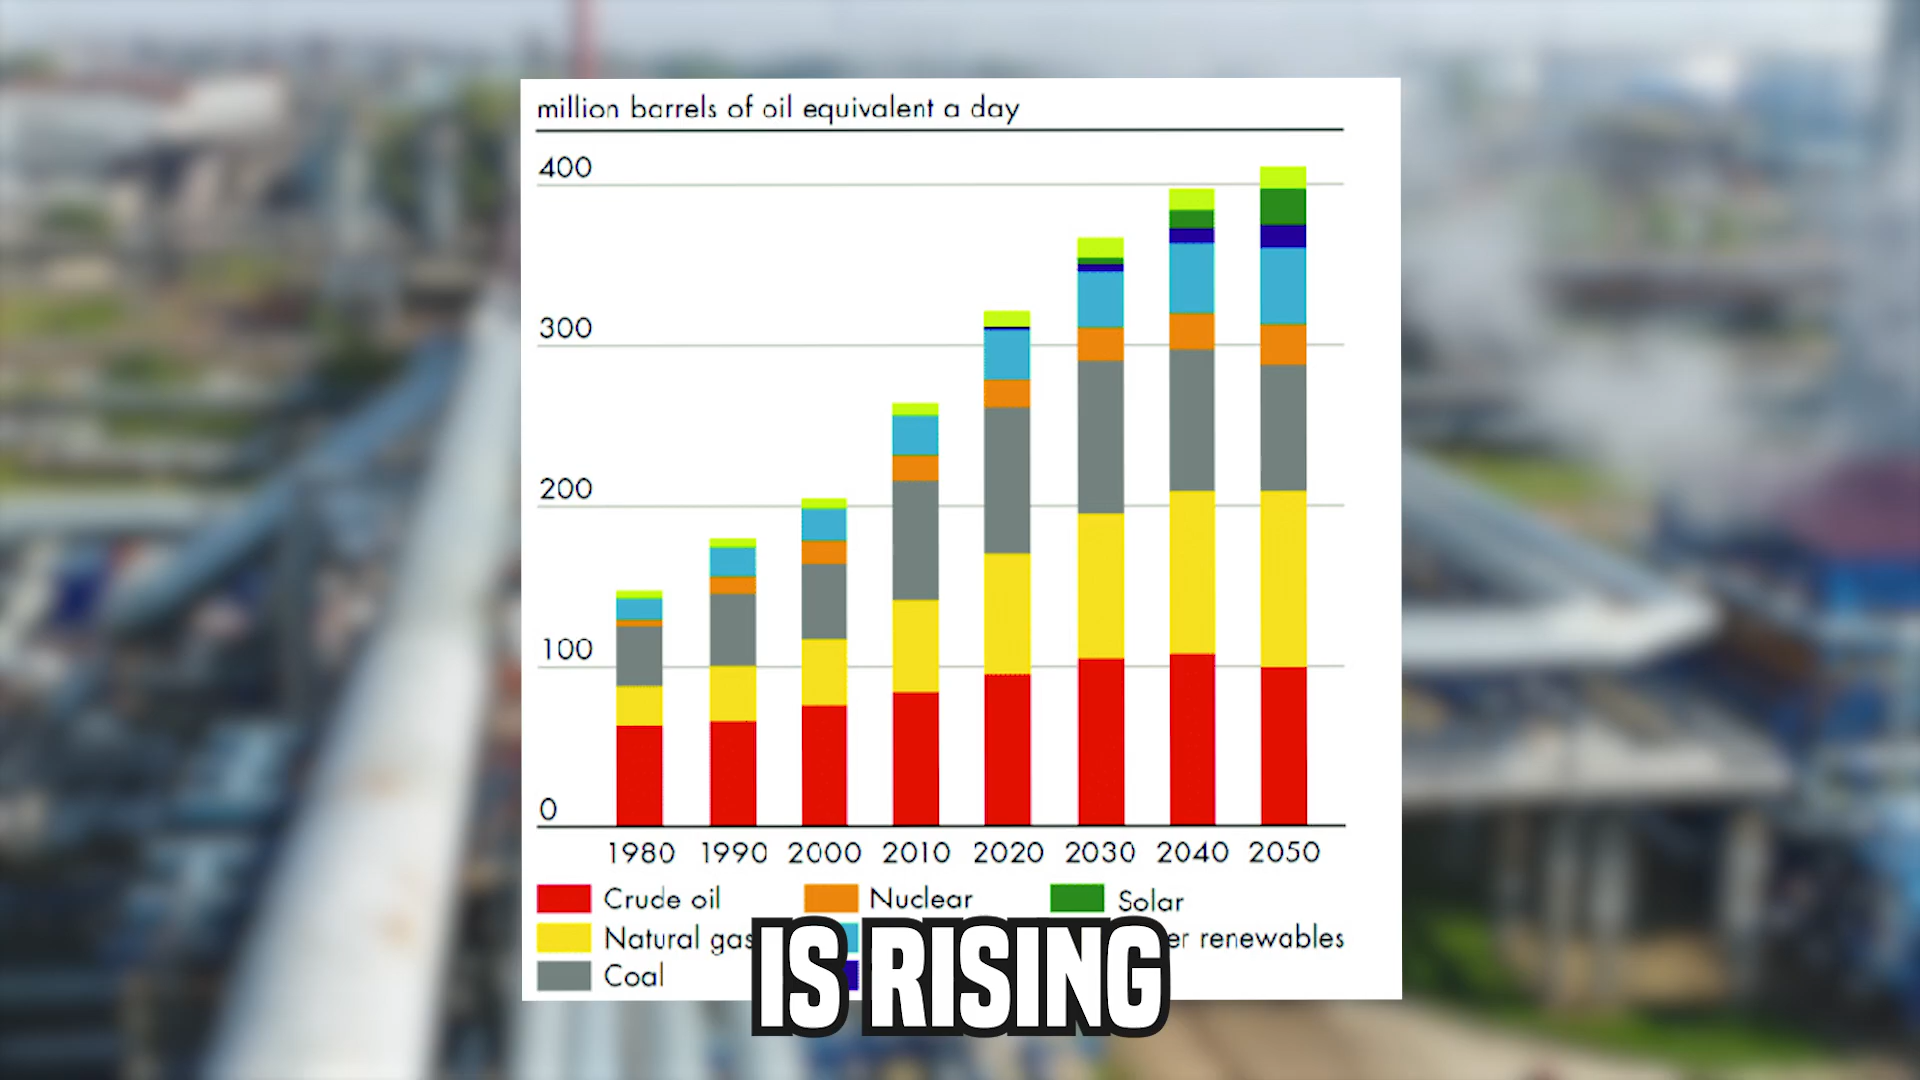 million barrels of oil equivalent a day
400
300
200
100
0
1980 1990 2000 2010 2020 2030 2040 2050
Crude oil Nuclear Solar
Natural gas renewables
Coal
IS RISING